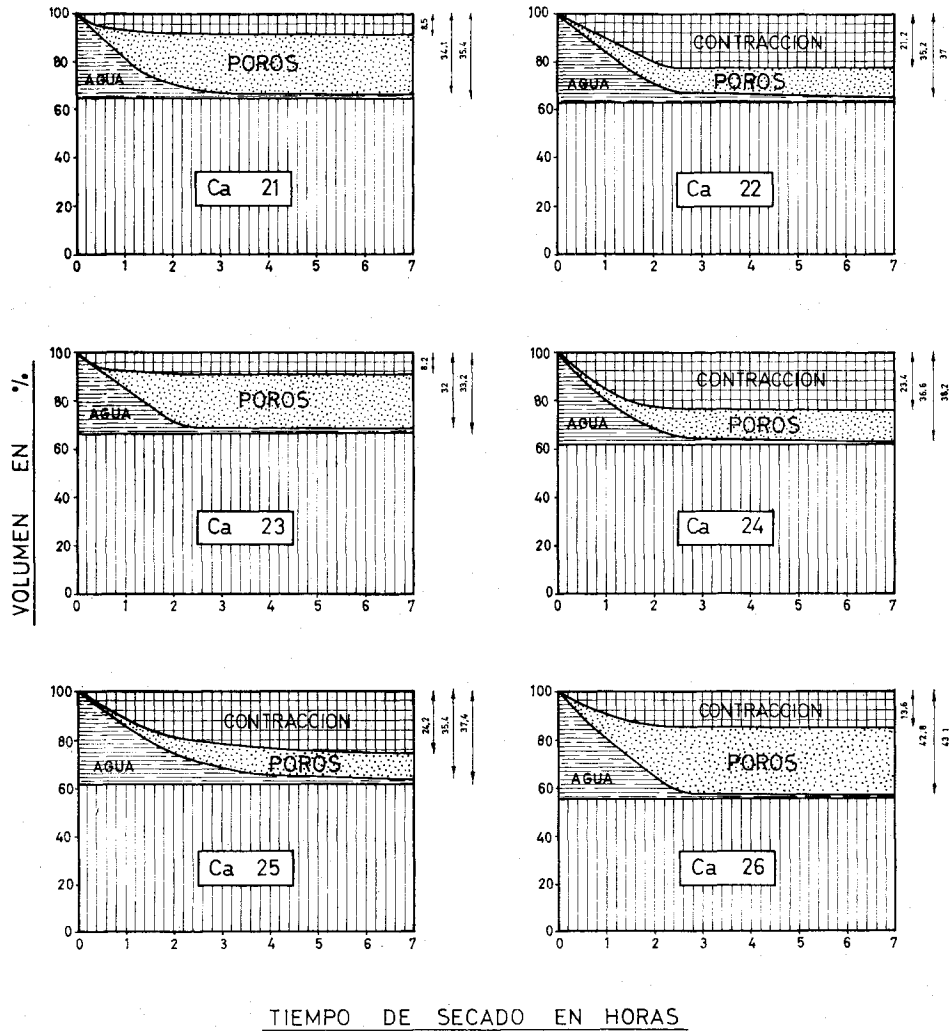 100
80
60
40
20
0
POROS
AGUA
Ca 21
0 1 2 3 4 5 6 7
8,5
34,1
35,4
100
80
60
40
20
0
CONTRACCION
POROS
AGUA
Ca 22
0 1 2 3 4 5 6 7
21,2
35,2
37
VOLUMEN EN %
100
80
60
40
20
0
POROS
AGUA
Ca 23
0 1 2 3 4 5 6 7
8,2
32
33,2
100
80
60
40
20
0
CONTRACCION
POROS
AGUA
Ca 24
0 1 2 3 4 5 6 7
23,4
36,6
38,2
100
80
60
40
20
0
CONTRACCION
POROS
AGUA
Ca 25
0 1 2 3 4 5 6 7
24,2
35,4
37,4
100
80
60
40
20
0
CONTRACCION
POROS
AGUA
Ca 26
0 1 2 3 4 5 6 7
13,6
42,8
43,1
TIEMPO DE SECADO EN HORAS